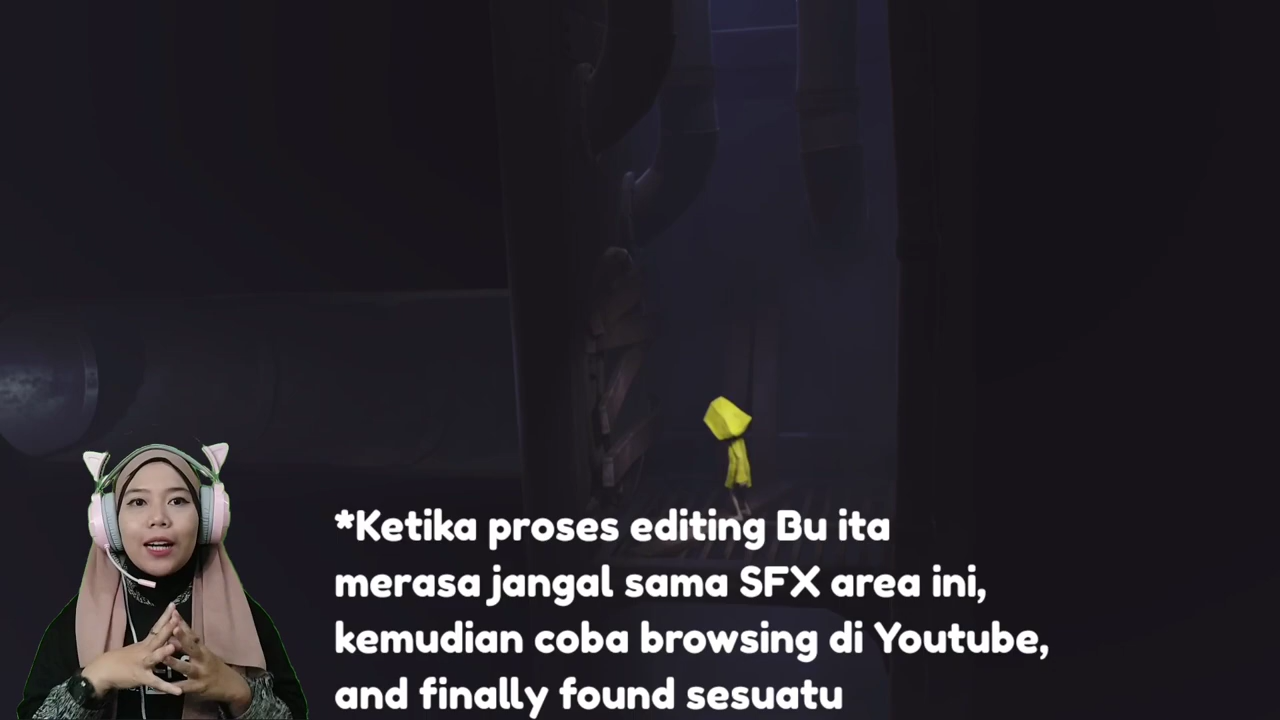 *Ketika proses editing Bu ita
merasa jangal sama SFX area ini,
kemudian coba browsing di Youtube,
and finally found sesuatu